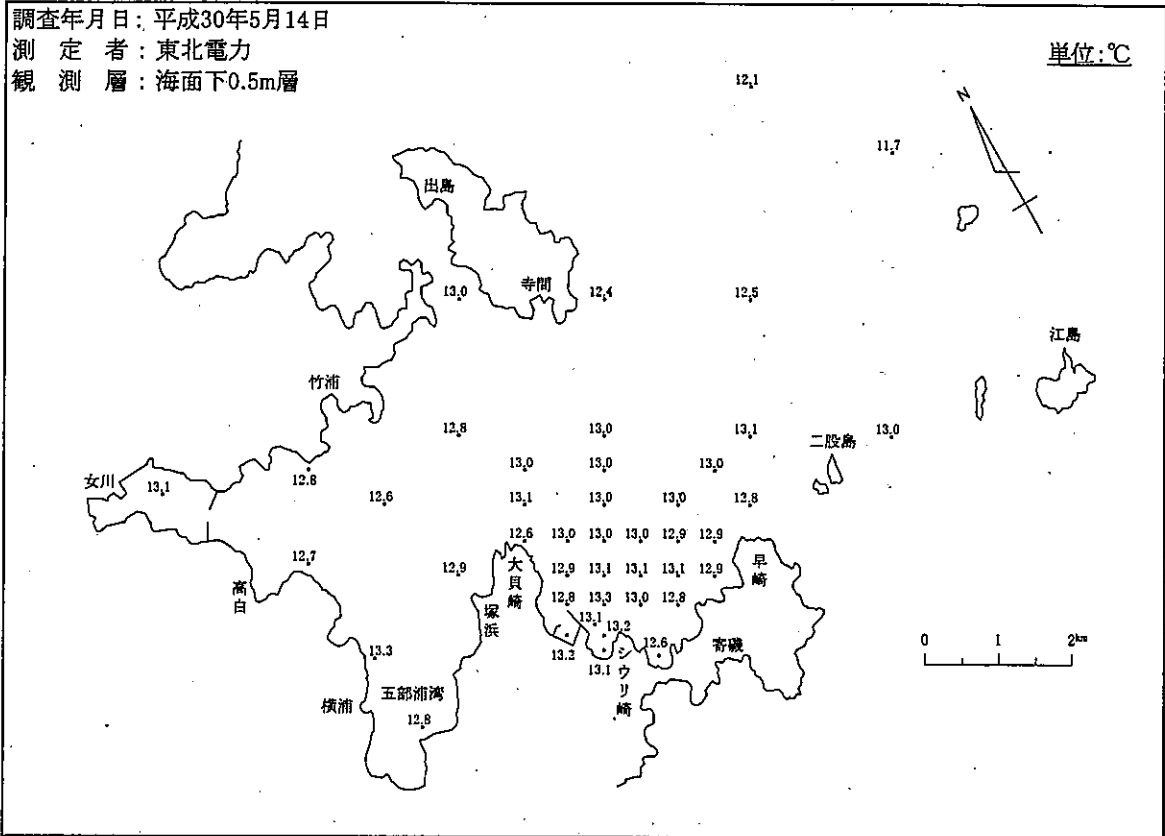 調査年月日：平成30年5月14日
測 定 者：東北電力
観 測 層：海面下0.5m層
単位：℃
12.1
N
11.7
出島
寺間
13.0
12.4
12.5
江島
竹浦
12.8
13.0
13.1
13.0
二股島
女川
13.1
12.8
13.0
13.0
13.0
12.6
13.1
13.0
13.0
12.8
12.6
13.0
13.0
13.0
12.9
12.9
12.7
12.9
大貝崎
12.9
13.1
13.1
13.1
12.9
早崎
高白
塚浜
12.8
13.3
13.0
12.8
13.1
13.2
13.2
13.1
シウリ崎
12.6
寄磯
0 1 2km
13.3
横浦
五部浦湾
12.8